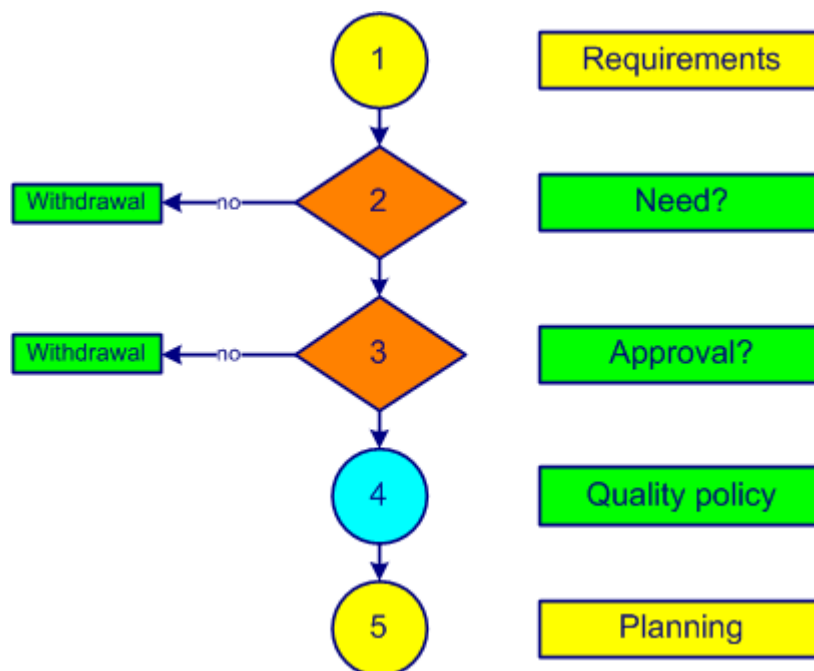 1
Requirements
Withdrawal
no
2
Need?
Withdrawal
no
3
Approval?
4
Quality policy
5
Planning